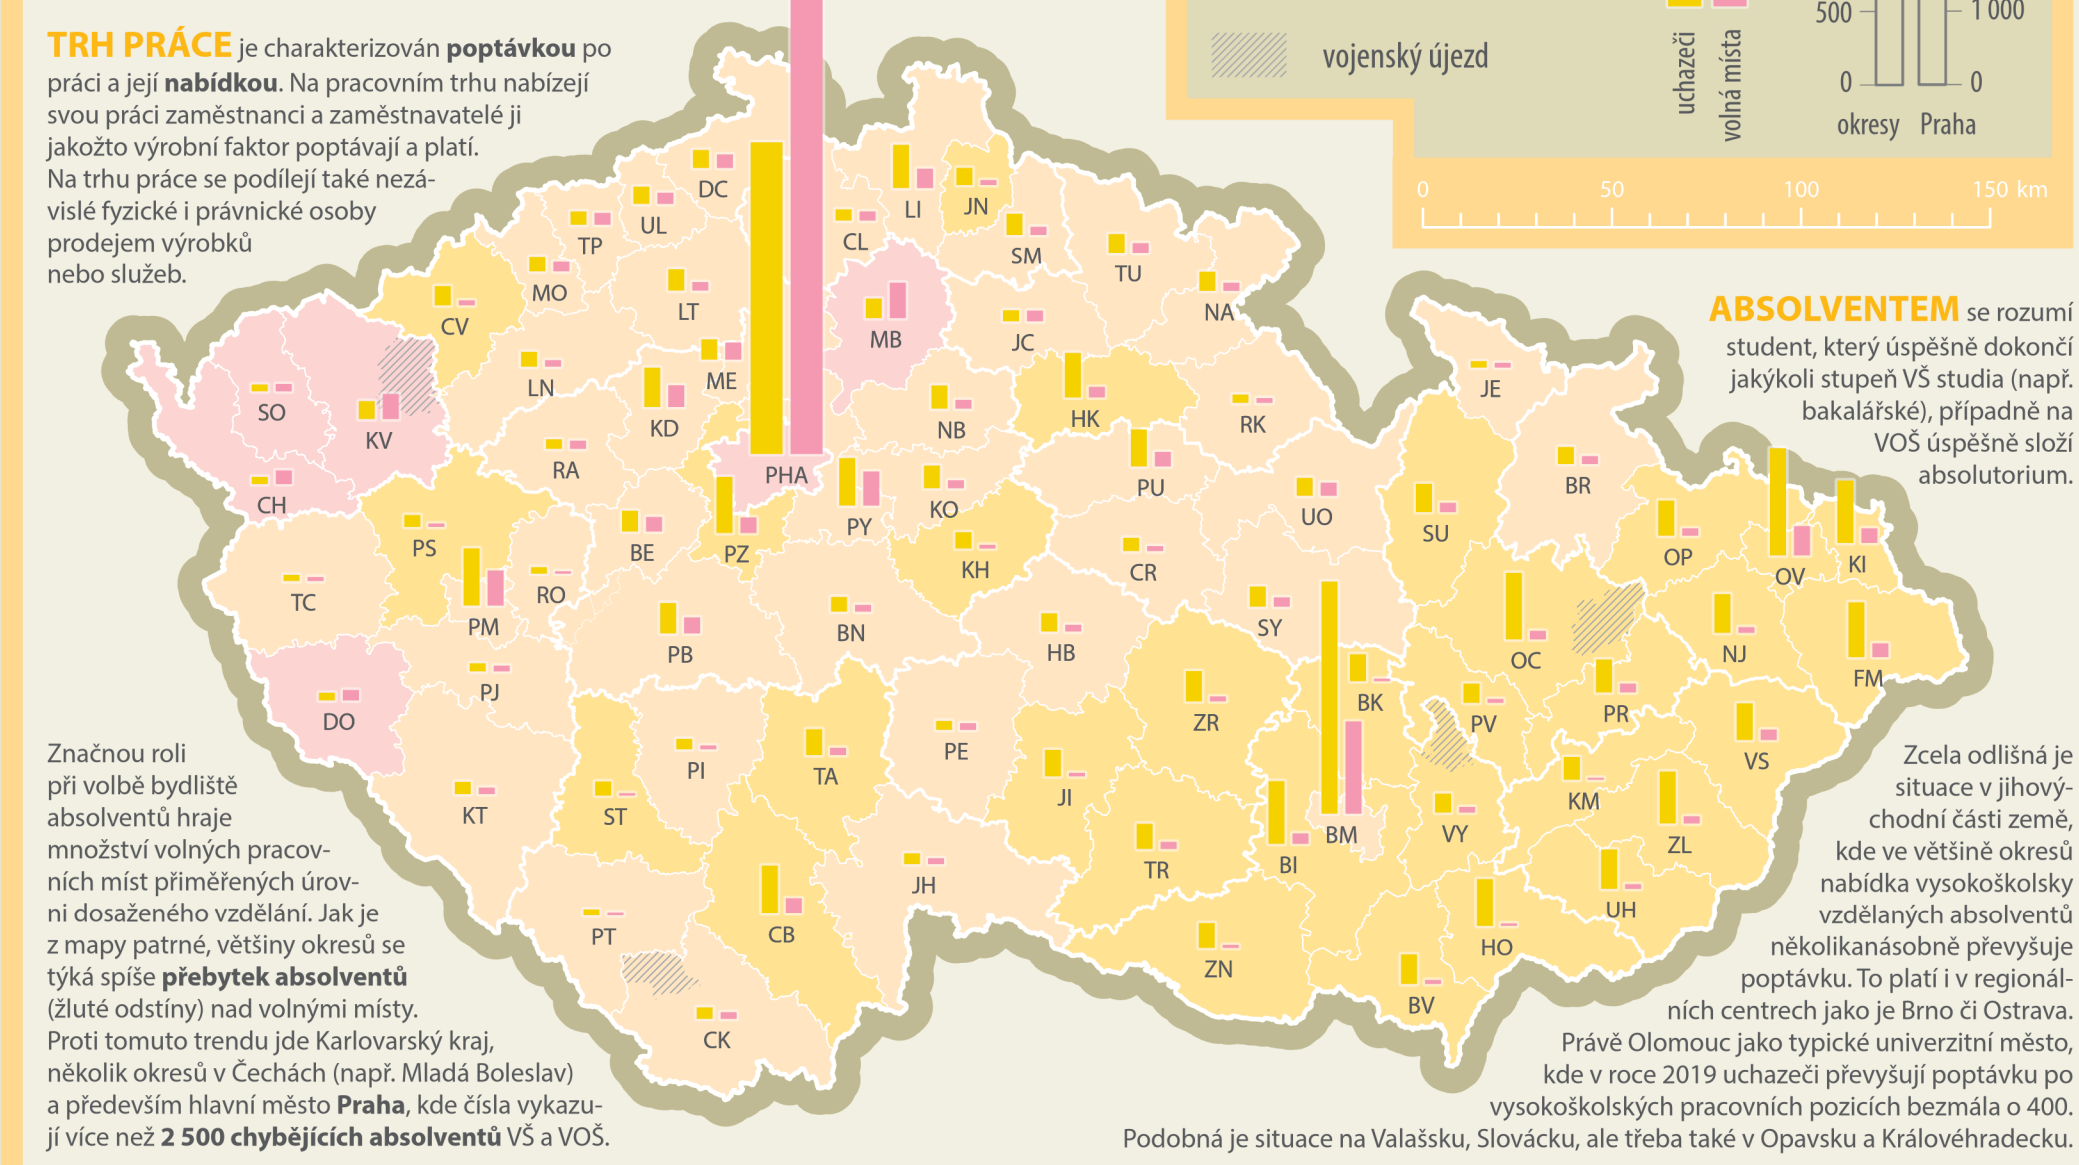 TRH PRÁCE je charakterizován poptávkou po
práci a její nabídkou. Na pracovním trhu nabízejí
svou práci zaměstnanci a zaměstnavatelé ji
jakožto výrobní faktor poptávají a platí.
Na trhu práce se podílejí také nezá-
vislé fyzické i právnické osoby
prodejem výrobků
nebo služeb.
vojenský újezd
uchazeči
volná místa
500
1 000
0
0
okresy
Praha
0
50
100
150 km
ABSOLVENTEM se rozumí
student, který úspěšně dokončí
jakýkoli stupeň VŠ studia (např.
bakalářské), případně na
VOŠ úspěšně složí
absolutorium.
DC
UL
TP
MO
CV
LT
LI
JN
CL
SM
TU
NA
MB
JC
ME
LN
KD
RA
SO
KV
CH
HK
NB
RK
JE
BR
PHA
PY
KO
PU
UO
SU
PS
BE
PZ
KH
CR
OP
OV
KI
TC
PM
RO
PB
BN
HB
SY
OC
NJ
FM
DO
PJ
PE
ZR
BK
PV
PR
VS
KT
PI
ST
TA
JI
TR
BI
BM
VY
KM
ZL
JH
PT
CB
CK
ZN
HO
UH
BV
Značnou roli
při volbě bydliště
absolventů hraje
množství volných pracov-
ních míst přiměřených úrov-
ni dosaženého vzdělání. Jak je
z mapy patrné, většiny okresů se
týká spíše přebytek absolventů
(žluté odstíny) nad volnými místy.
Proti tomuto trendu jde Karlovarský kraj,
několik okresů v Čechách (např. Mladá Boleslav)
a především hlavní město Praha, kde čísla vykazu-
jí více než 2 500 chybějících absolventů VŠ a VOŠ.
Zcela odlišná je
situace v jihový-
chodní části země,
kde ve většině okresů
nabídka vysokoškolsky
vzdělaných absolventů
několikanásobně převyšuje
poptávku. To platí i v regionál-
ních centrech jako je Brno či Ostrava.
Právě Olomouc jako typické univerzitní město,
kde v roce 2019 uchazeči převyšují poptávku po
vysokoškolských pracovních pozicích bezmála o 400.
Podobná je situace na Valašsku, Slovácku, ale třeba také v Opavsku a Královéhradecku.